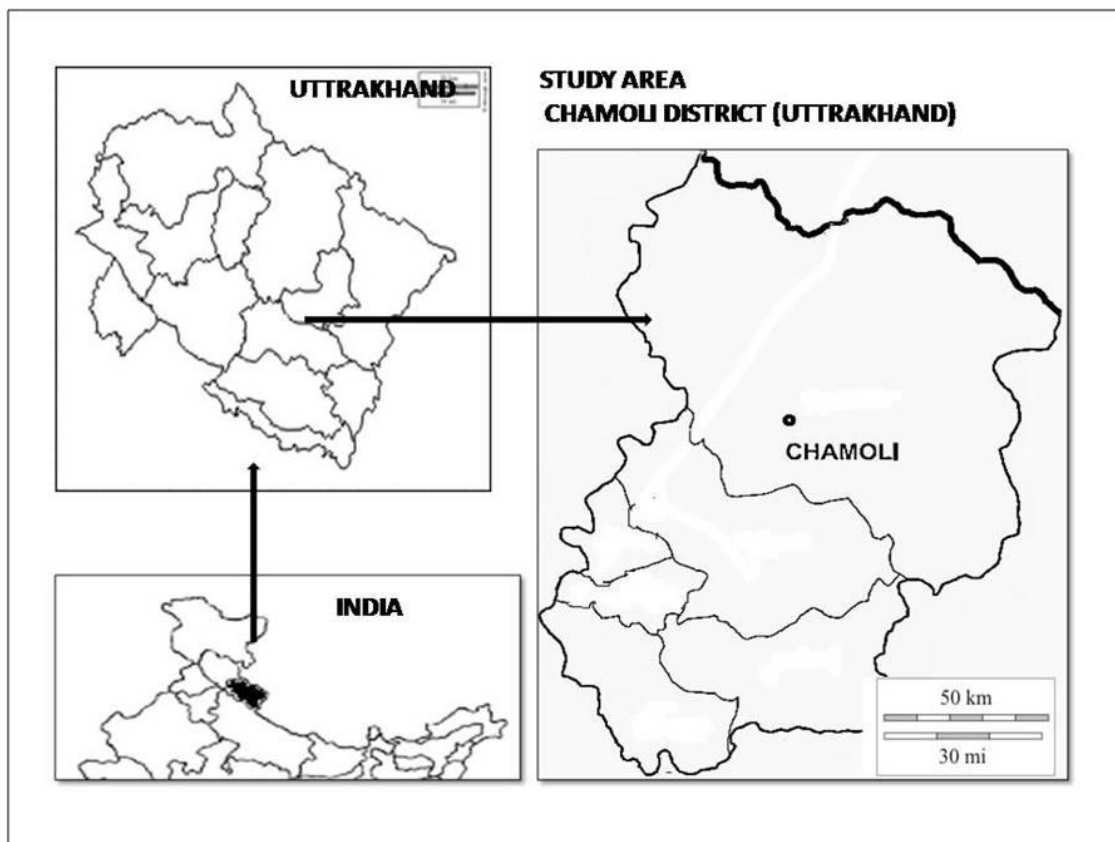 UTTRAKHAND
STUDY AREA
CHAMOLI DISTRICT (UTTRAKHAND)
CHAMOLI
INDIA
50 km
30 mi